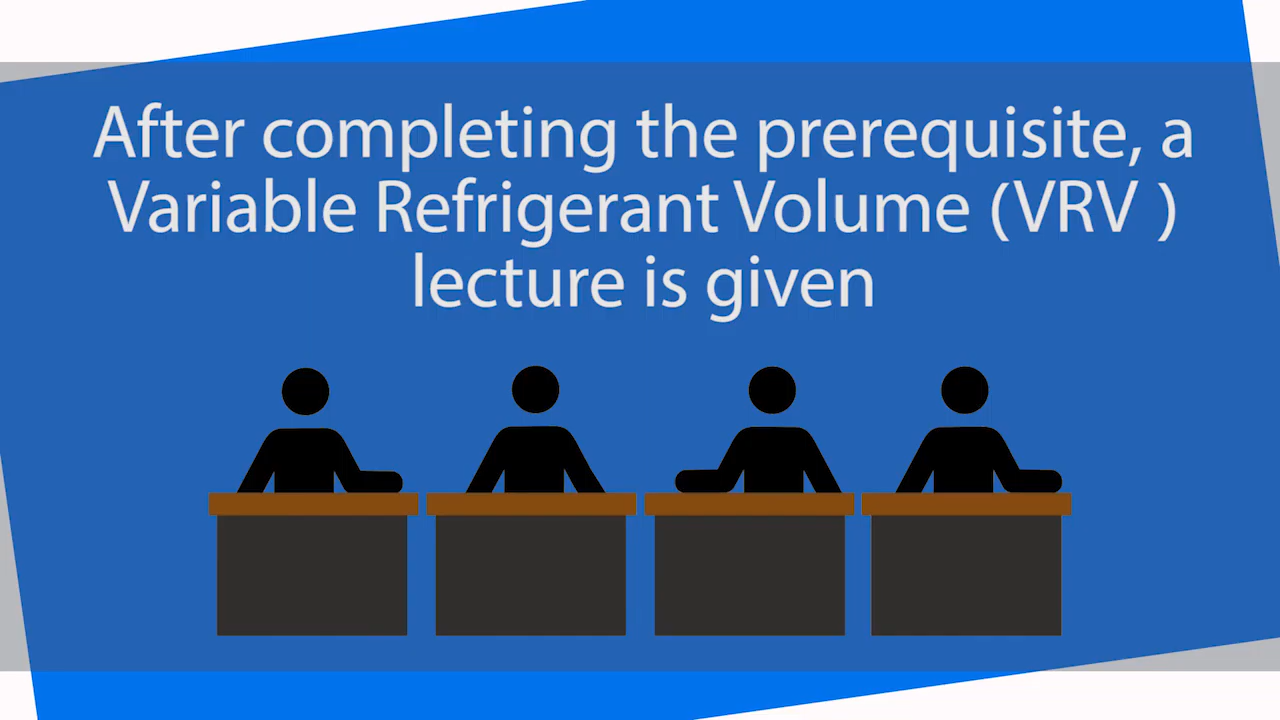 After completing the prerequisite, a
Variable Refrigerant Volume (VRV )
lecture is given